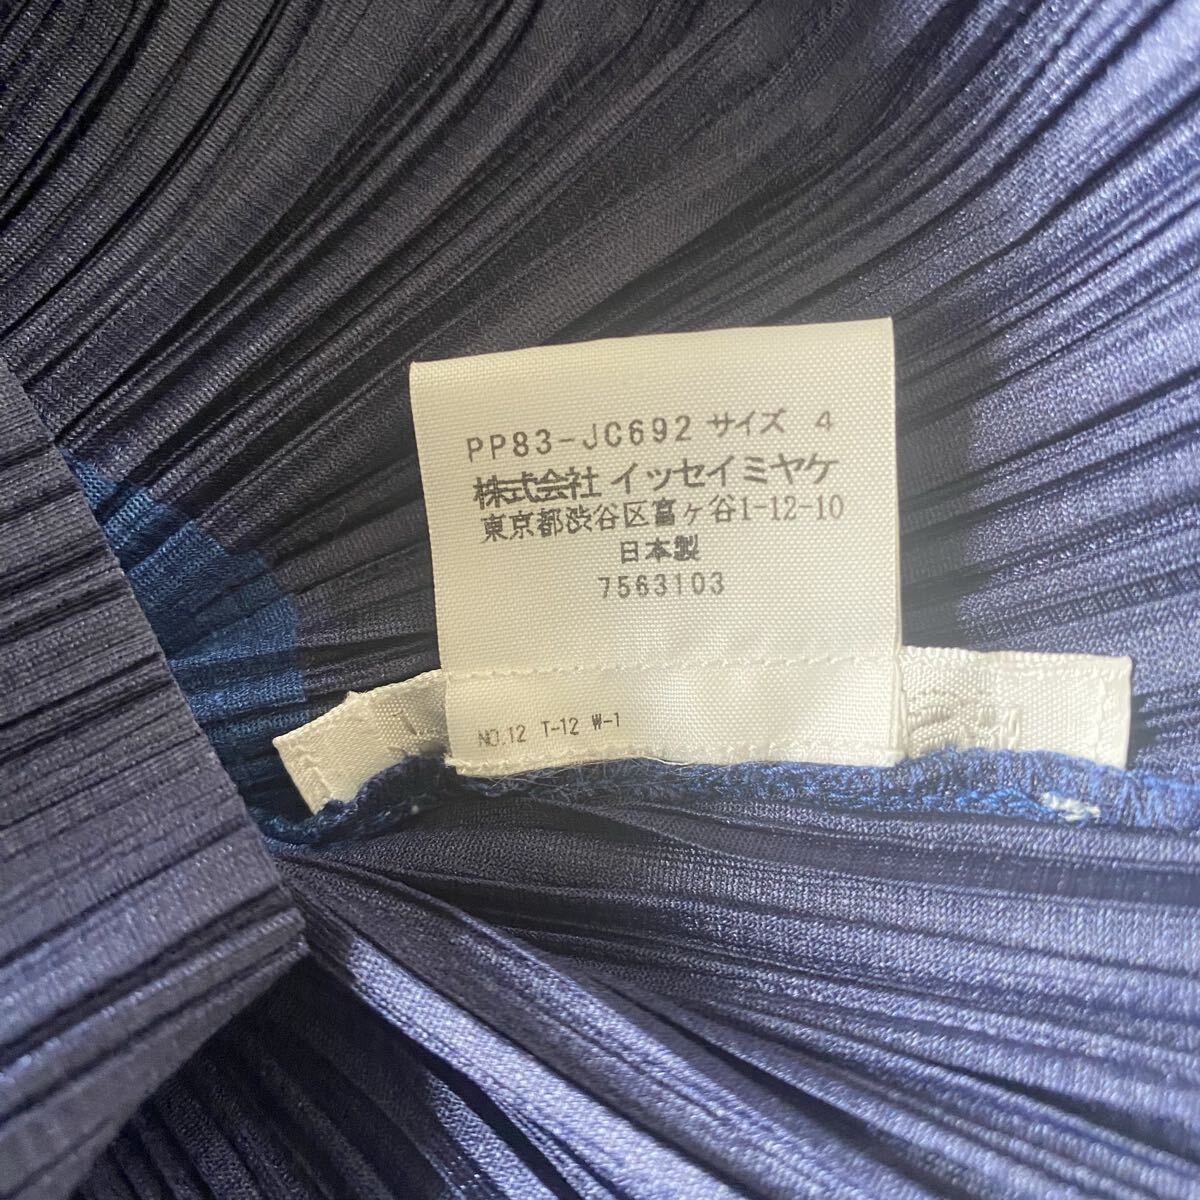 PP83-JC692 サイズ 4
株式会社 イッセイミヤケ
東京都渋谷区富ヶ谷1-12-10
日本製
7563103
NO.12 T-12 W-1